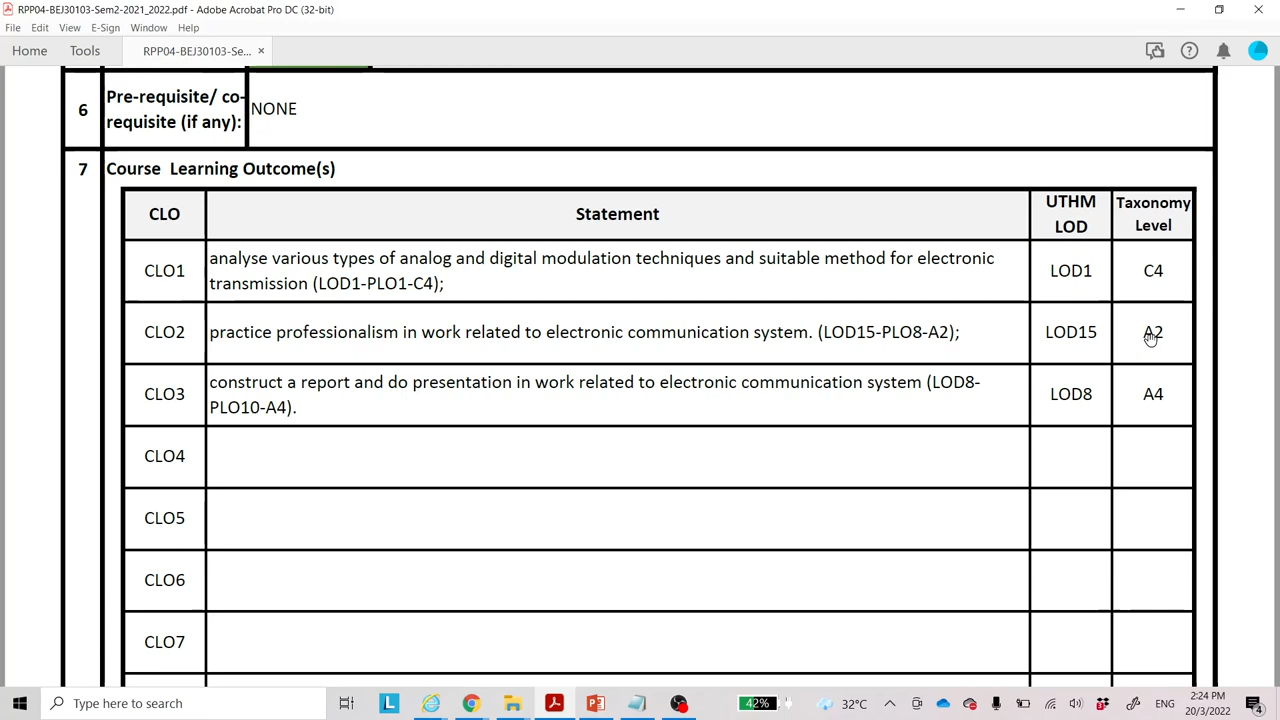 RPP04-BEJ30103-Sem2-2021_2022.pdf - Adobe Acrobat Pro DC (32-bit)
File Edit View E-Sign Window Help
Home Tools RPP04-BEJ30103-Se... ×
6 Pre-requisite/ co-requisite (if any): NONE
7 Course Learning Outcome(s)
CLO Statement UTHM LOD Taxonomy Level
CLO1 analyse various types of analog and digital modulation techniques and suitable method for electronic
transmission (LOD1-PLO1-C4); LOD1 C4
CLO2 practice professionalism in work related to electronic communication system. (LOD15-PLO8-A2); LOD15 A2
CLO3 construct a report and do presentation in work related to electronic communication system (LOD8-
PLO10-A4). LOD8 A4
CLO4
CLO5
CLO6
CLO7
Type here to search 42% 32°C ENG 2:24 PM
20/3/2022 4